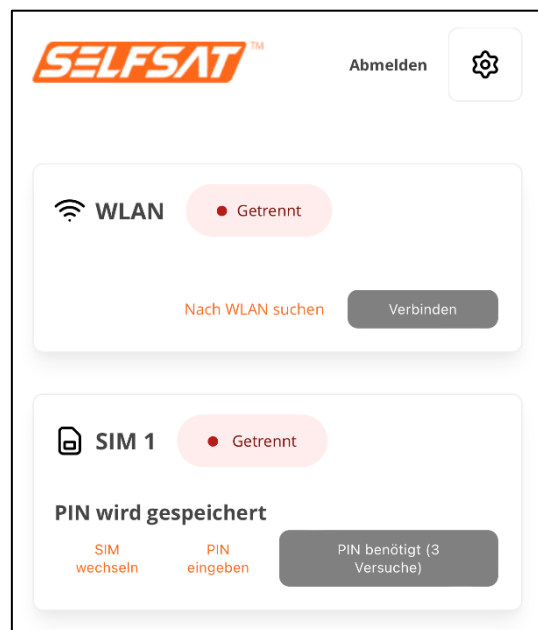 SELFSAT™
Abmelden
WLAN
Getrennt
Nach WLAN suchen
Verbinden
SIM 1
Getrennt
PIN wird gespeichert
SIM
wechseln
PIN
eingeben
PIN benötigt (3
Versuche)